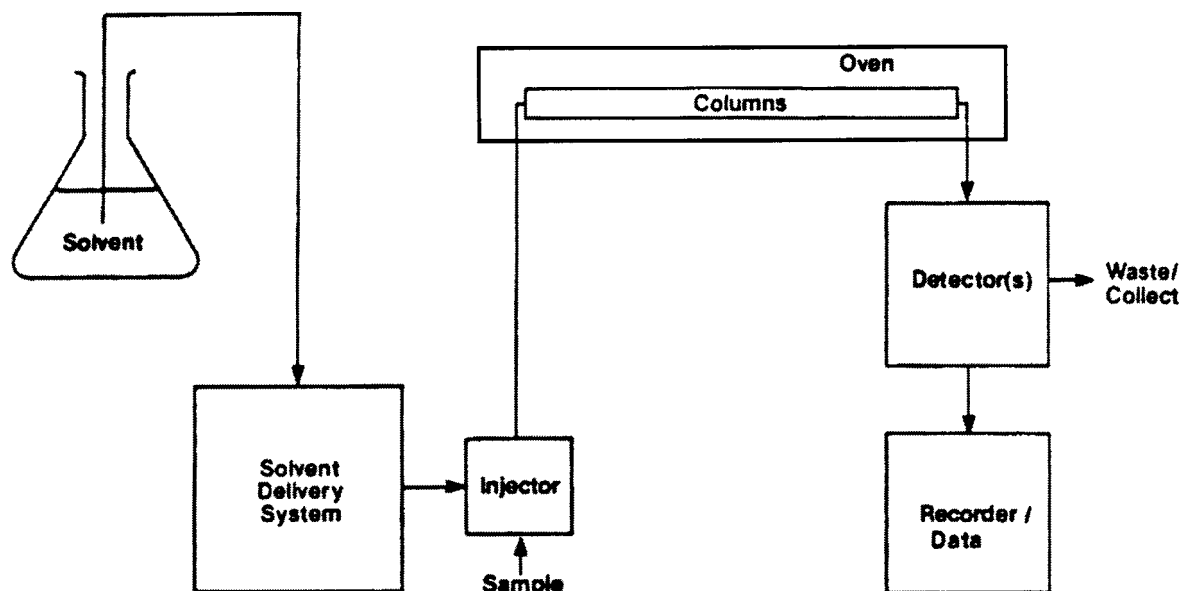 Solvent
Oven
Columns
Detector(s)
Waste/
Collect
Solvent
Delivery
System
Injector
Sample
Recorder /
Data